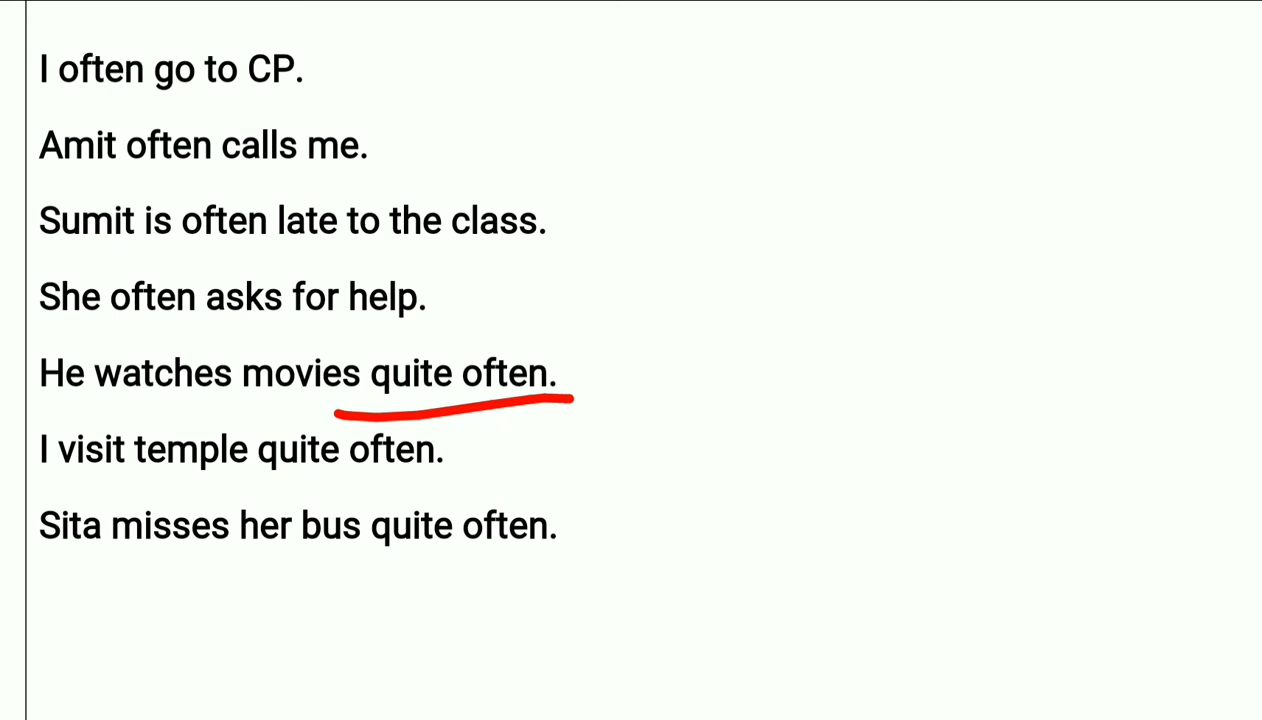 I often go to CP.
Amit often calls me.
Sumit is often late to the class.
She often asks for help.
He watches movies quite often.
I visit temple quite often.
Sita misses her bus quite often.